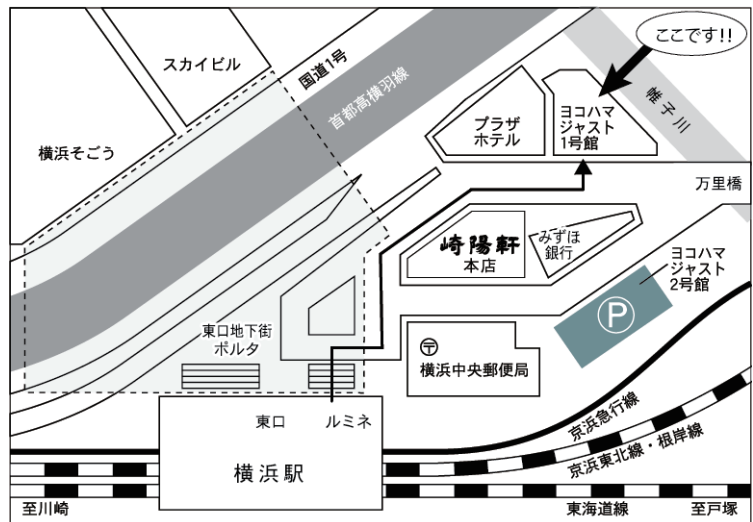 ここです!!
スカイビル
国道1号
首都高横羽線
帷子川
横浜そごう
プラザ
ホテル
ヨコハマ
ジャスト
1号館
万里橋
崎陽軒
本店
みずほ
銀行
ヨコハマ
ジャスト
2号館
P
東口地下街
ポルタ
〒
横浜中央郵便局
東口
ルミネ
横浜駅
京浜急行線
京浜東北線・根岸線
至川崎
東海道線
至戸塚